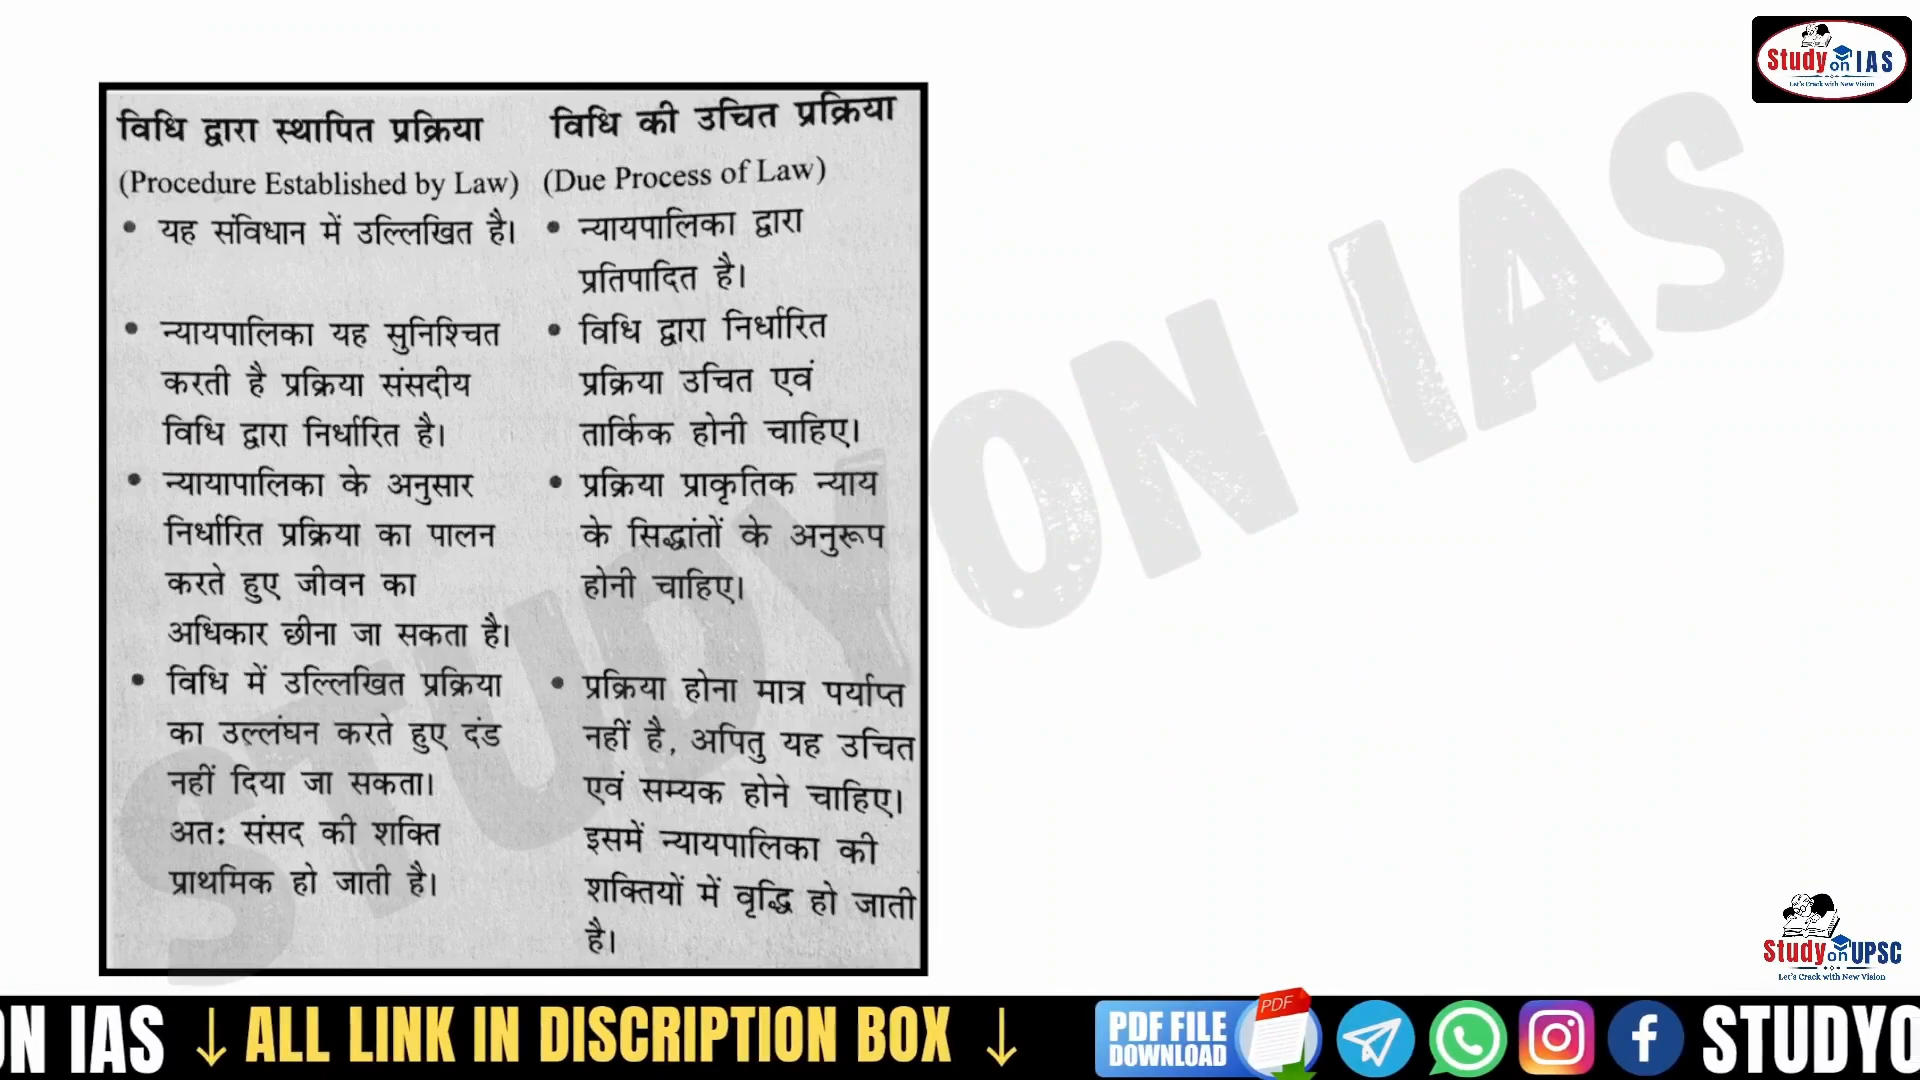 Study on IAS
Let's Crack with New Vision
विधि द्वारा स्थापित प्रक्रिया
(Procedure Established by Law)
• यह संविधान में उल्लिखित है।
• न्यायपालिका यह सुनिश्चित
करती है प्रक्रिया संसदीय
विधि द्वारा निर्धारित है।
• न्यायापालिका के अनुसार
निर्धारित प्रक्रिया का पालन
करते हुए जीवन का
अधिकार छीना जा सकता है।
• विधि में उल्लिखित प्रक्रिया
का उल्लंघन करते हुए दंड
नहीं दिया जा सकता।
अतः संसद की शक्ति
प्राथमिक हो जाती है।
विधि की उचित प्रक्रिया
(Due Process of Law)
• न्यायपालिका द्वारा
प्रतिपादित है।
• विधि द्वारा निर्धारित
प्रक्रिया उचित एवं
तार्किक होनी चाहिए।
• प्रक्रिया प्राकृतिक न्याय
के सिद्धांतों के अनुरूप
होनी चाहिए।
• प्रक्रिया होना मात्र पर्याप्त
नहीं है, अपितु यह उचित
एवं सम्यक होने चाहिए।
इसमें न्यायपालिका की
शक्तियों में वृद्धि हो जाती
है।
STUDY ON IAS
Study on UPSC
Let's Crack with New Vision
ON IAS ↓ ALL LINK IN DISCRIPTION BOX ↓
PDF FILE
DOWNLOAD
PDF
STUDYO